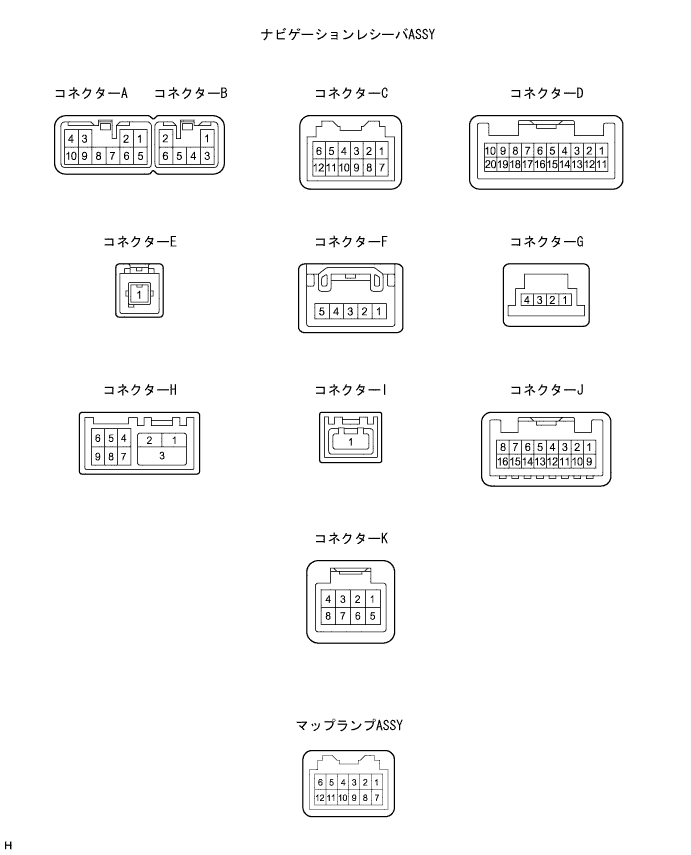 ナビゲーションレシーバASSY
コネクターA コネクターB コネクターC コネクターD
4 3 2 1 2 1
10 9 8 7 6 5 6 5 4 3
6 5 4 3 2 1
12 11 10 9 8 7
10 9 8 7 6 5 4 3 2 1
20 19 18 17 16 15 14 13 12 11
コネクターE コネクターF コネクターG
1
5 4 3 2 1
4 3 2 1
コネクターH コネクターI コネクターJ
6 5 4 2 1
9 8 7 3
1
8 7 6 5 4 3 2 1
16 15 14 13 12 11 10 9
コネクターK
4 3 2 1
8 7 6 5
マップランプASSY
6 5 4 3 2 1
12 11 10 9 8 7
H